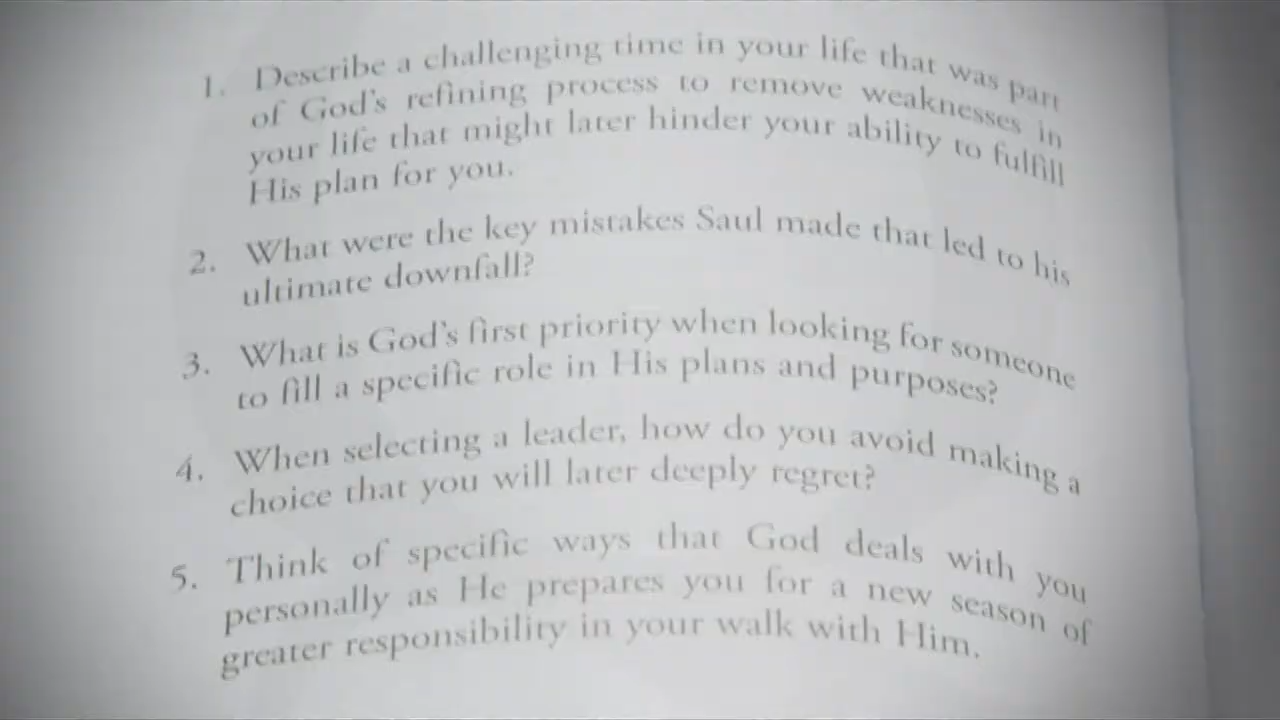 1. Describe a challenging time in your life that was part
of God's refining process to remove weaknesses in
your life that might later hinder your ability to fulfill
His plan for you.
2. What were the key mistakes Saul made that led to his
ultimate downfall?
3. What is God's first priority when looking for someone
to fill a specific role in His plans and purposes?
4. When selecting a leader, how do you avoid making a
choice that you will later deeply regret?
5. Think of specific ways that God deals with you
personally as He prepares you for a new season of
greater responsibility in your walk with Him.